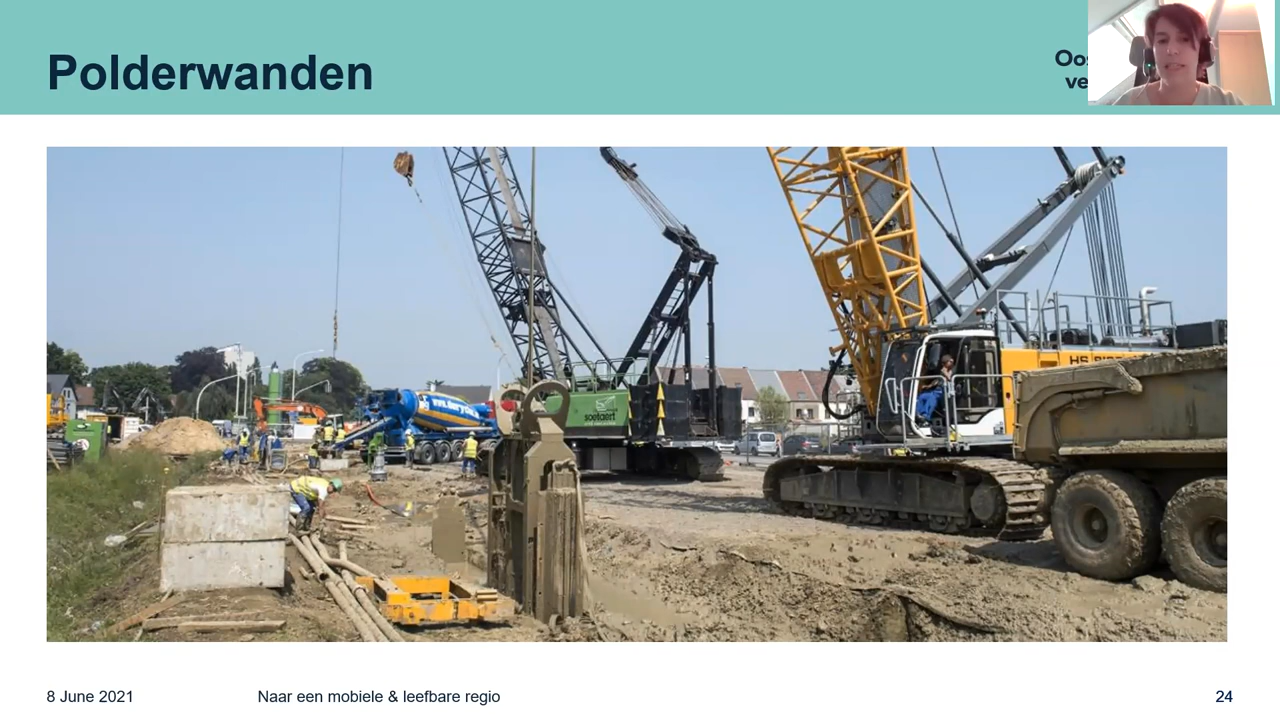 Polderwanden
soetaert
8 June 2021
Naar een mobiele & leefbare regio
24